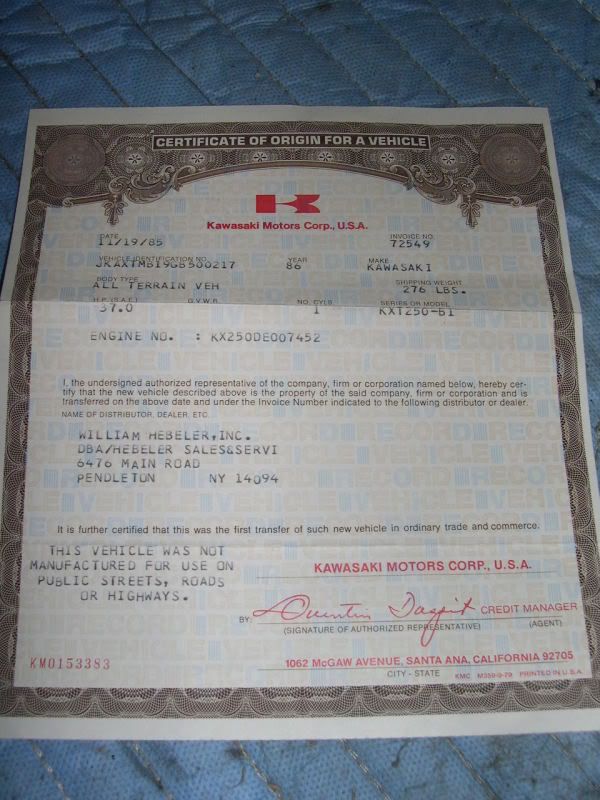 CERTIFICATE OF ORIGIN FOR A VEHICLE
Kawasaki Motors Corp., U.S.A.
DATE INVOICE NO.
11/19/85 72549
VEHICLE IDENTIFICATION NO. YEAR MAKE
JKAXTMB19GB500217 86 KAWASAKI
BODY TYPE SHIPPING WEIGHT
ALL TERRAIN VEH 276 LBS.
H.P. (S.A.E.) G.V.W.R. NO. CYLS. SERIES OR MODEL
37.0 1 KXT250-B1
ENGINE NO. : KX250DE007452
I, the undersigned authorized representative of the company, firm or corporation named below, hereby cer-
tify that the new vehicle described above is the property of the said company, firm or corporation and is
transferred on the above date and under the Invoice Number indicated to the following distributor or dealer.
NAME OF DISTRIBUTOR, DEALER, ETC.
WILLIAM HEBELER, INC.
DBA/HEBELER SALES&SERVI
6476 MAIN ROAD
PENDLETON NY 14094
It is further certified that this was the first transfer of such new vehicle in ordinary trade and commerce.
THIS VEHICLE WAS NOT
MANUFACTURED FOR USE ON
PUBLIC STREETS, ROADS
OR HIGHWAYS.
KAWASAKI MOTORS CORP., U.S.A.
BY: Quentin CREDIT MANAGER
(SIGNATURE OF AUTHORIZED REPRESENTATIVE) (AGENT)
1062 McGAW AVENUE, SANTA ANA, CALIFORNIA 92705
CITY - STATE KMC M359-9-79 PRINTED IN U.S.A.
KM0153383